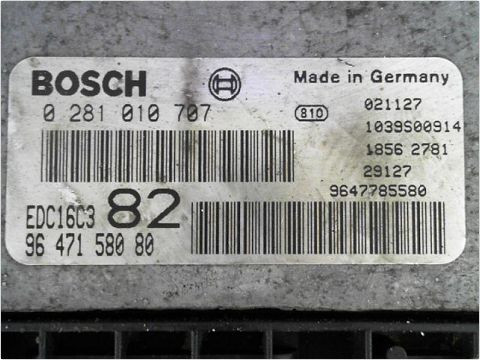 BOSCH
Made in Germany
0 281 010 707
810
021127
1039S00914
1856 2781
29127
9647785580
EDC16C3
82
96 471 580 80